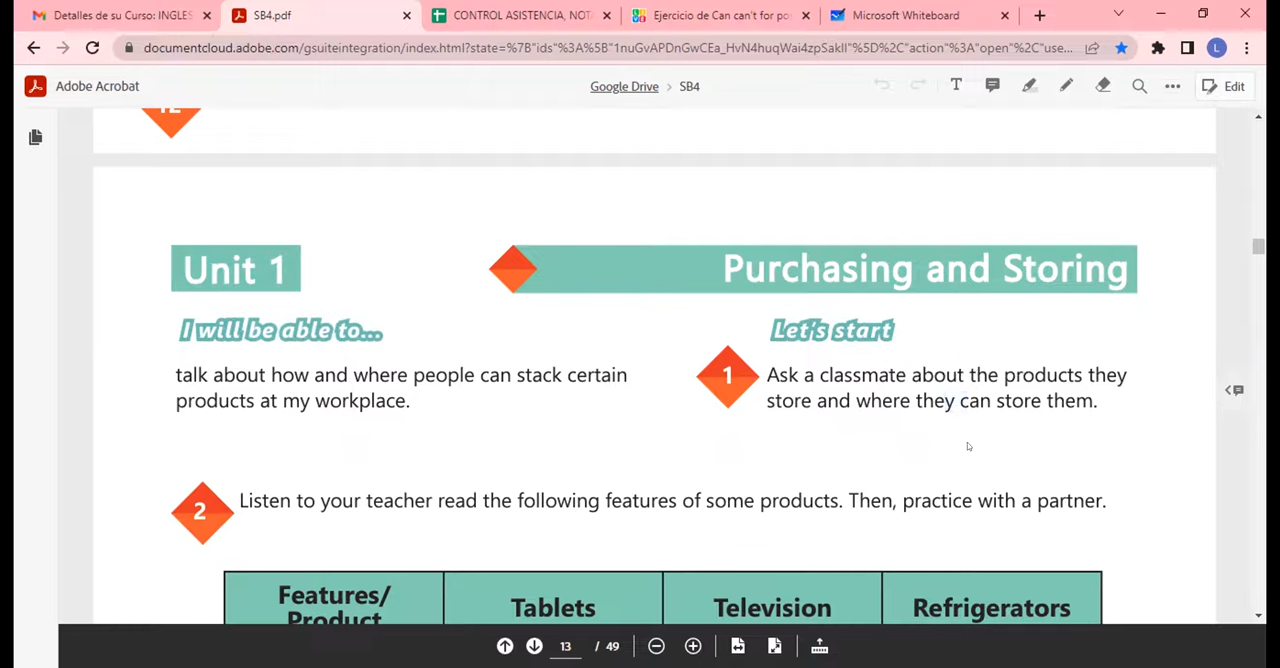 Detalles de su Curso: INGLES
SB4.pdf
CONTROL ASISTENCIA, NOT
Ejercicio de Can can't for po
Microsoft Whiteboard
documentcloud.adobe.com/gsuiteintegration/index.html?state=%7B"ids"%3A%5B"1nuGvAPDnGwCEa_HvN4huqWai4zpSakll"%5D%2C"action"%3A"open"%2C"use...
L
Adobe Acrobat
Google Drive > SB4
Edit
12
Unit 1
Purchasing and Storing
I will be able to...
Let's start
talk about how and where people can stack certain
products at my workplace.
1
Ask a classmate about the products they
store and where they can store them.
2
Listen to your teacher read the following features of some products. Then, practice with a partner.
Features/
Product
Tablets
Television
Refrigerators
13 / 49